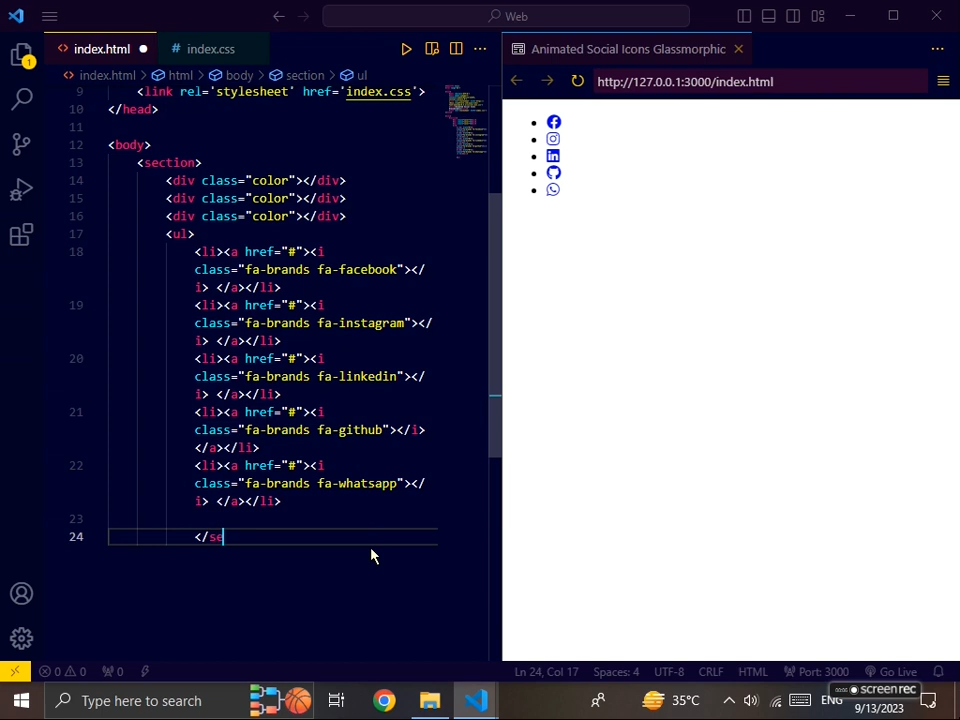 Web
index.html
index.css
Animated Social Icons Glassmorphic
index.html > html > body > section > ul
http://127.0.0.1:3000/index.html
9 <link rel='stylesheet' href='index.css'>
10 </head>
12 <body>
13 <section>
14 <div class="color"></div>
15 <div class="color"></div>
16 <div class="color"></div>
17 <ul>
18 <li><a href="#"><i
class="fa-brands fa-facebook"></
i> </a></li>
19 <li><a href="#"><i
class="fa-brands fa-instagram"></
i> </a></li>
20 <li><a href="#"><i
class="fa-brands fa-linkedin"></
i> </a></li>
21 <li><a href="#"><i
class="fa-brands fa-github"></i>
</a></li>
22 <li><a href="#"><i
class="fa-brands fa-whatsapp"></
i> </a></li>
23
24 </se
1
0 0 0 Ln 24, Col 17 Spaces: 4 UTF-8 CRLF HTML Port: 3000 Go Live
Type here to search
35°C
ENG
screenrec
9/13/2023